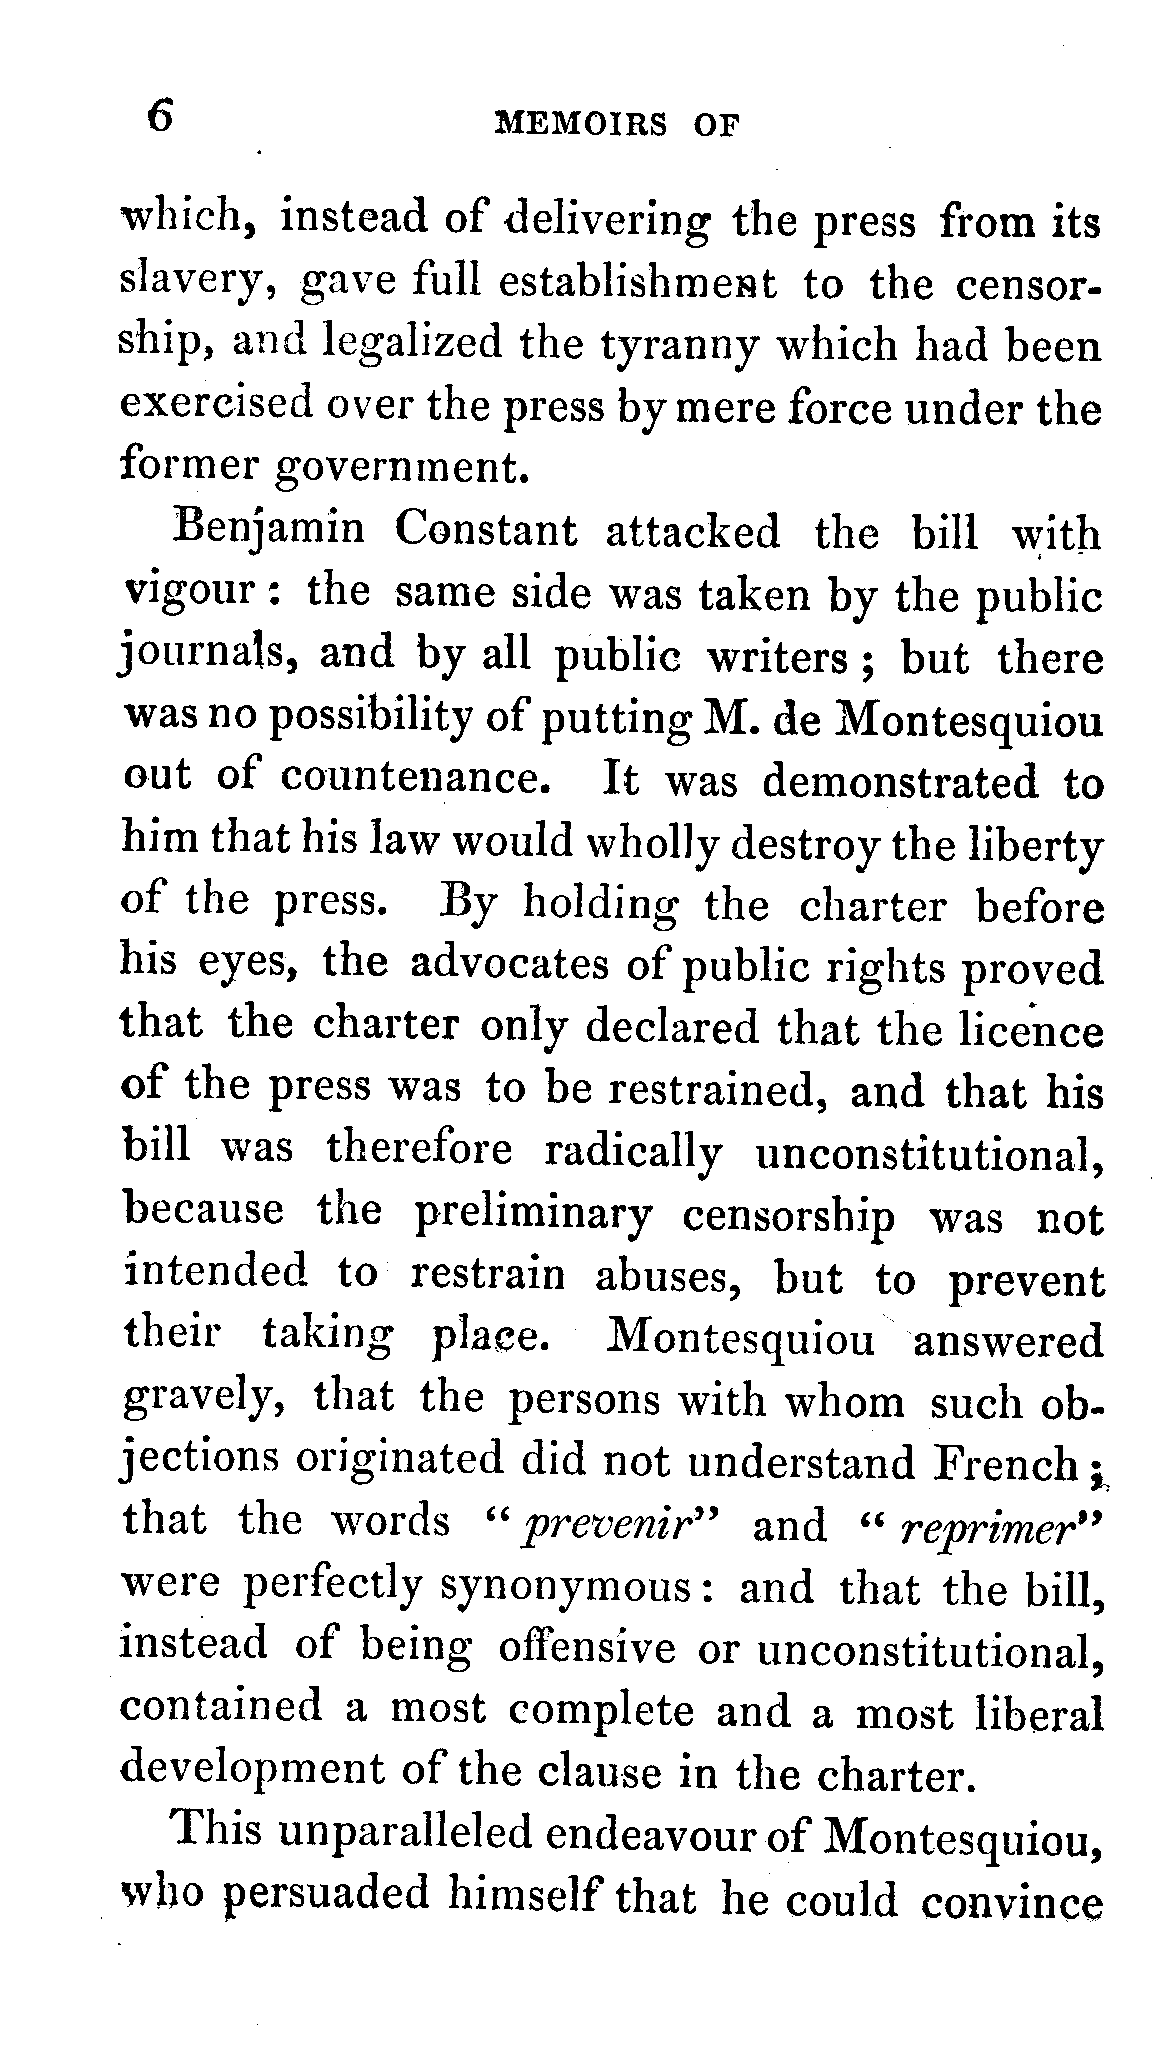 6 MEMOIRS OF
which, instead of delivering the press from its
slavery, gave full establishment to the censor-
ship, and legalized the tyranny which had been
exercised over the press by mere force under the
former government.
Benjamin Constant attacked the bill with
vigour : the same side was taken by the public
journals, and by all public writers ; but there
was no possibility of putting M. de Montesquiou
out of countenance. It was demonstrated to
him that his law would wholly destroy the liberty
of the press. By holding the charter before
his eyes, the advocates of public rights proved
that the charter only declared that the licence
of the press was to be restrained, and that his
bill was therefore radically unconstitutional,
because the preliminary censorship was not
intended to restrain abuses, but to prevent
their taking place. Montesquiou answered
gravely, that the persons with whom such ob-
jections originated did not understand French ;
that the words “ prevenir” and “ reprimer”
were perfectly synonymous : and that the bill,
instead of being offensive or unconstitutional,
contained a most complete and a most liberal
development of the clause in the charter.
This unparalleled endeavour of Montesquiou,
who persuaded himself that he could convince